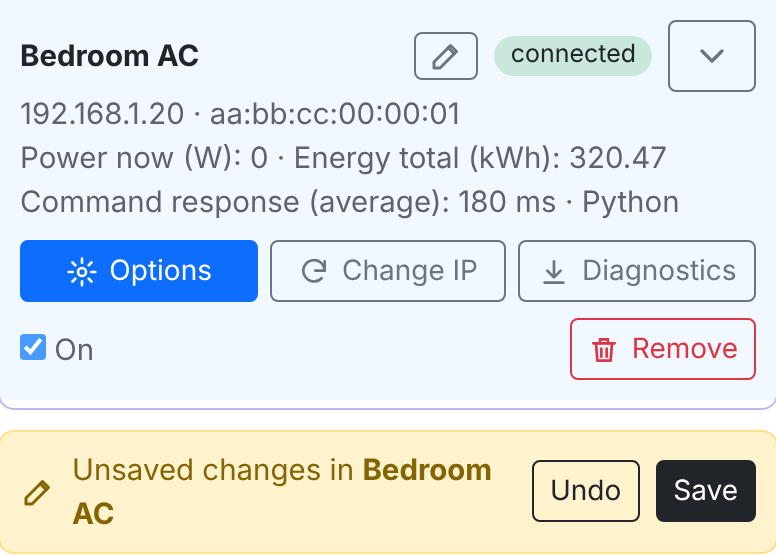 Bedroom AC
connected
192.168.1.20 · aa:bb:cc:00:00:01
Power now (W): 0 · Energy total (kWh): 320.47
Command response (average): 180 ms · Python
Options
Change IP
Diagnostics
On
Remove
Unsaved changes in Bedroom
AC
Undo
Save